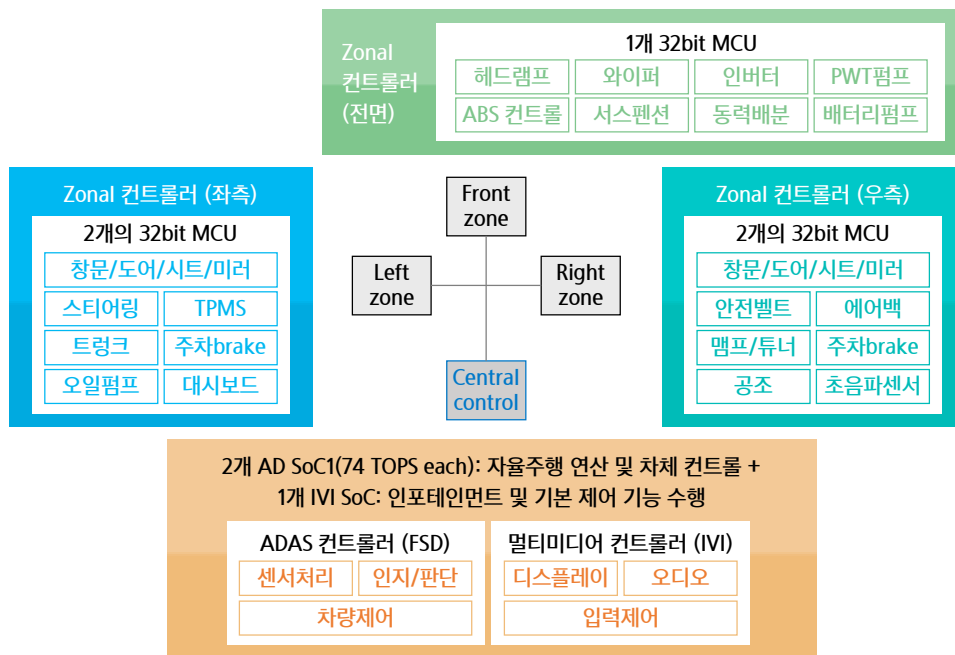 Zonal
컨트롤러
(전면)
1개 32bit MCU
헤드램프 와이퍼 인버터 PWT펌프
ABS 컨트롤 서스펜션 동력배분 배터리펌프
Zonal 컨트롤러 (좌측)
2개의 32bit MCU
창문/도어/시트/미러
스티어링 TPMS
트렁크 주차brake
오일펌프 대시보드
Front
zone
Left
zone
Right
zone
Central
control
Zonal 컨트롤러 (우측)
2개의 32bit MCU
창문/도어/시트/미러
안전벨트 에어백
맴프/튜너 주차brake
공조 초음파센서
2개 AD SoC1(74 TOPS each): 자율주행 연산 및 차체 컨트롤 +
1개 IVI SoC: 인포테인먼트 및 기본 제어 기능 수행
ADAS 컨트롤러 (FSD)
센서처리 인지/판단
차량제어
멀티미디어 컨트롤러 (IVI)
디스플레이 오디오
입력제어